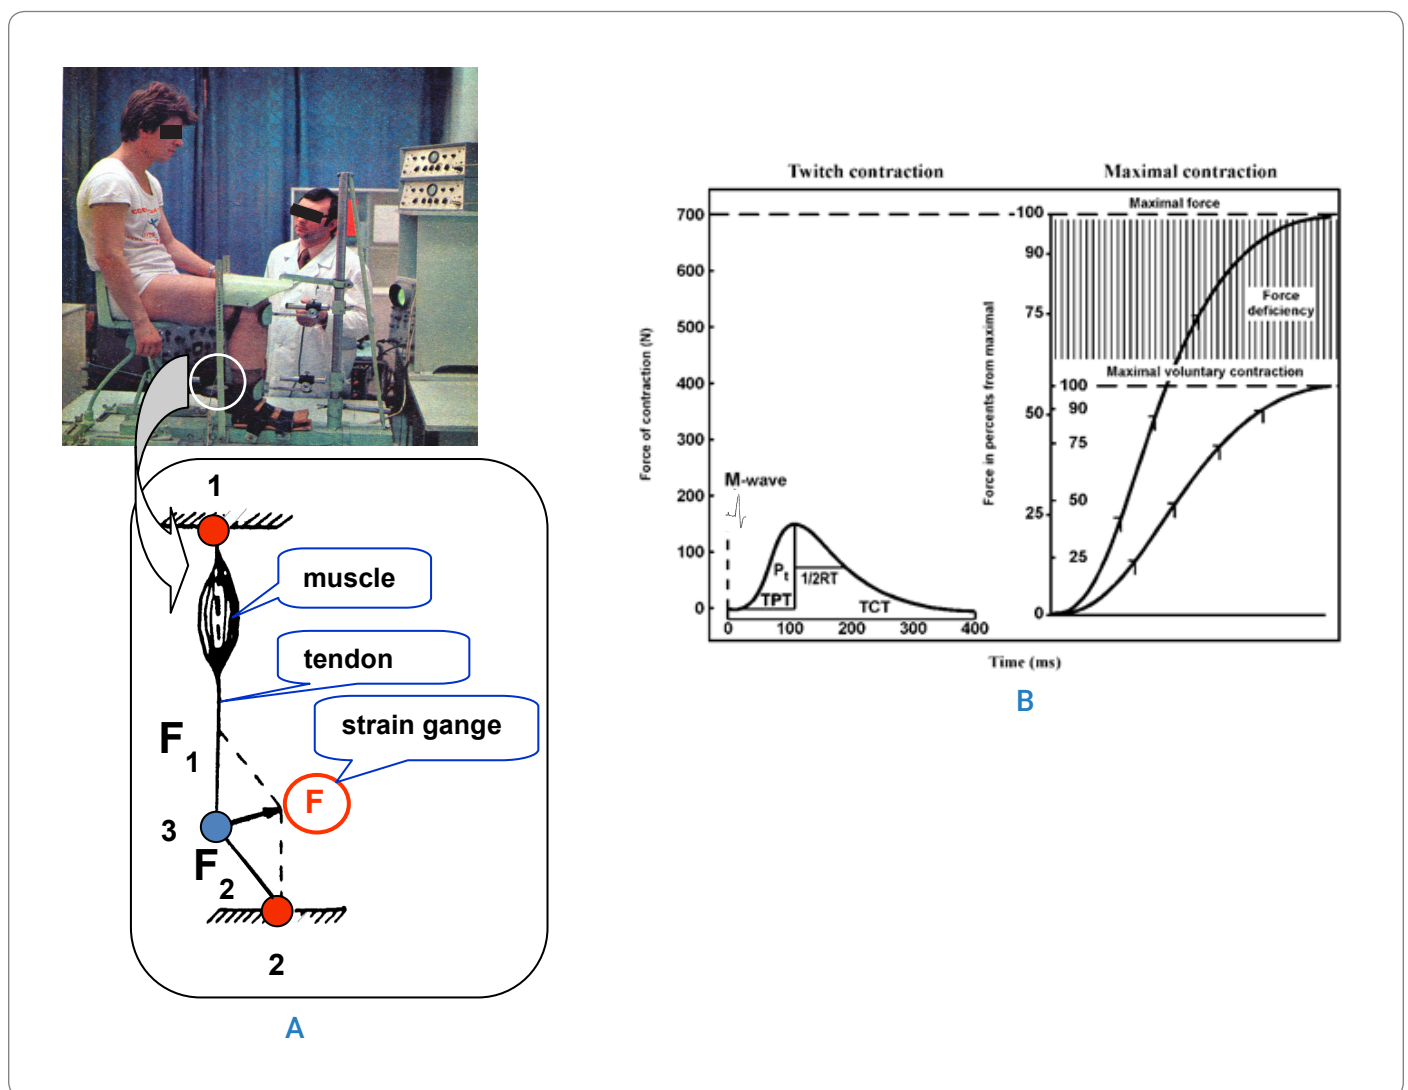 1
muscle
tendon
strain gange
F1
F
3
F2
2
A
Twitch contraction
Maximal contraction
Force of contraction (N)
700
600
500
400
300
200
100
0
M-wave
Pt
1/2RT
TPT
TCT
0
100
200
300
400
Force in percents from maximal
100
90
75
50
25
0
Maximal force
Force
deficiency
Maximal voluntary contraction
100
90
75
50
25
Time (ms)
B